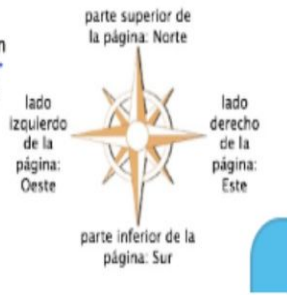 parte superior de
la página: Norte
n
lado
izquierdo
de la
página:
Oeste
lado
derecho
de la
página:
Este
parte inferior de la
página: Sur